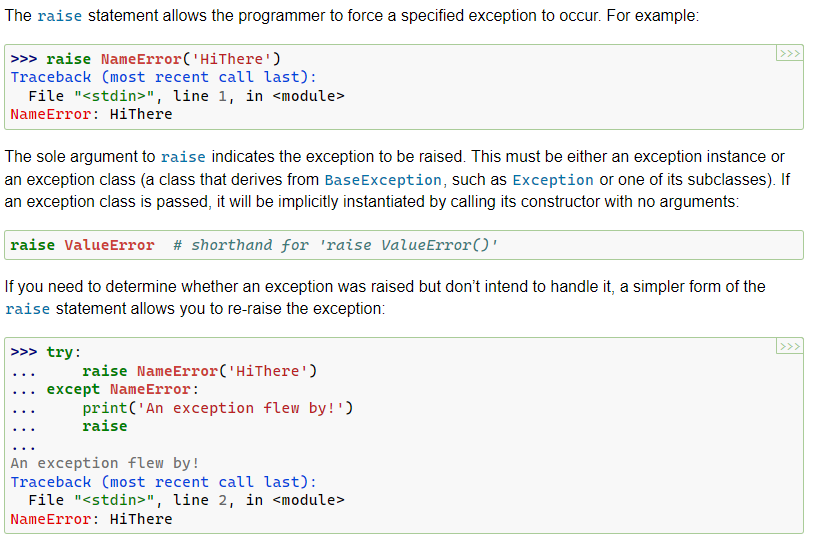 The raise statement allows the programmer to force a specified exception to occur. For example:
>>> raise NameError('HiThere')
>>>
Traceback (most recent call last):
  File "<stdin>", line 1, in <module>
NameError: HiThere
The sole argument to raise indicates the exception to be raised. This must be either an exception instance or
an exception class (a class that derives from BaseException, such as Exception or one of its subclasses). If
an exception class is passed, it will be implicitly instantiated by calling its constructor with no arguments:
raise ValueError  # shorthand for 'raise ValueError()'
If you need to determine whether an exception was raised but don’t intend to handle it, a simpler form of the
raise statement allows you to re-raise the exception:
>>> try:
>>>
...     raise NameError('HiThere')
... except NameError:
...     print('An exception flew by!')
...     raise
...
An exception flew by!
Traceback (most recent call last):
  File "<stdin>", line 2, in <module>
NameError: HiThere